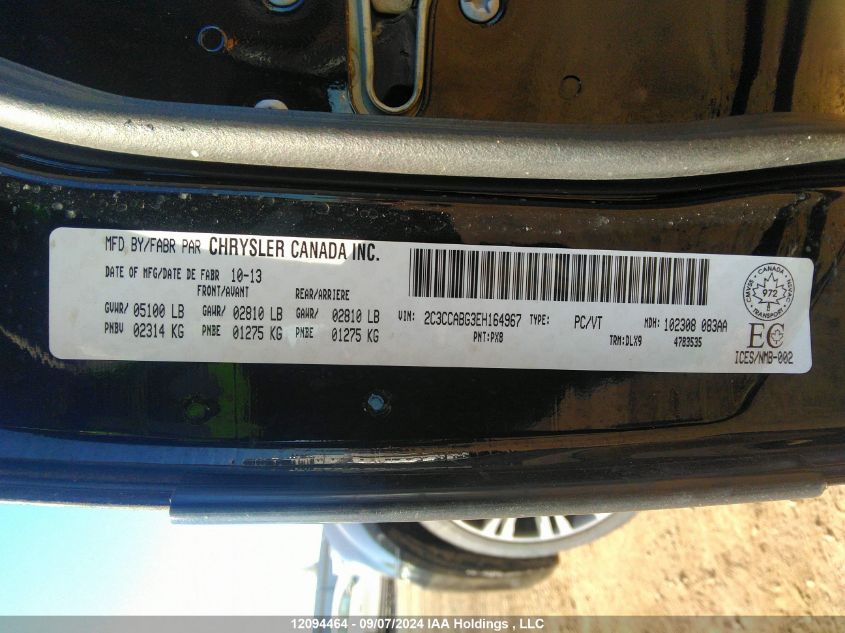 MFD BY/FABR PAR CHRYSLER CANADA INC.
DATE OF MFG/DATE DE FABR 10-13
FRONT/AVANT REAR/ARRIERE
GVWR/ 05100 LB GAWR/ 02810 LB GAWR/ 02810 LB
PNBV 02314 KG PNBE 01275 KG PNBE 01275 KG
VIN: 2C3CCABG3EH164967 TYPE: PC/VT MDH: 102308 083AA
PNT:PX8 TRM:DLX9 4783535
CANADA
CMVSS NSVAC
972
TRANSPORT
EC
ICES/NMB-002
12094464 - 09/07/2024 IAA Holdings , LLC